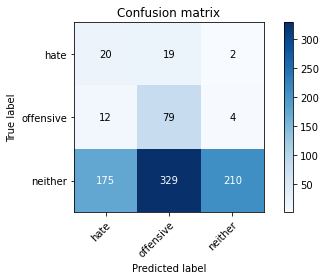 Confusion matrix
True label
hate 20 19 2
offensive 12 79 4
neither 175 329 210
hate offensive neither
Predicted label
300
250
200
150
100
50